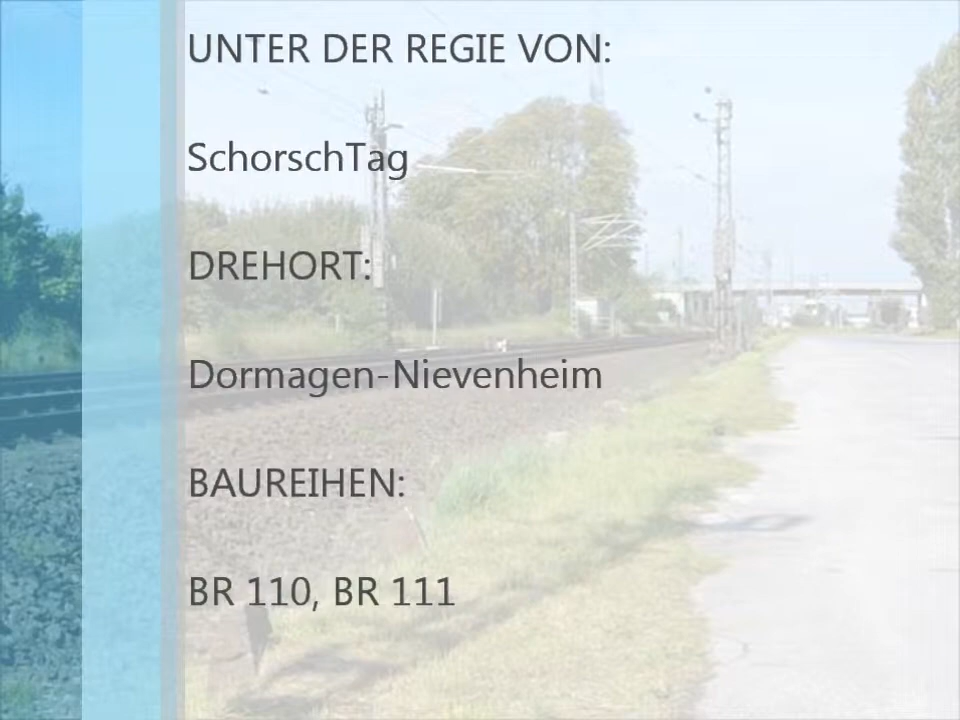 UNTER DER REGIE VON:
SchorschTag
DREHORT:
Dormagen-Nievenheim
BAUREIHEN:
BR 110, BR 111